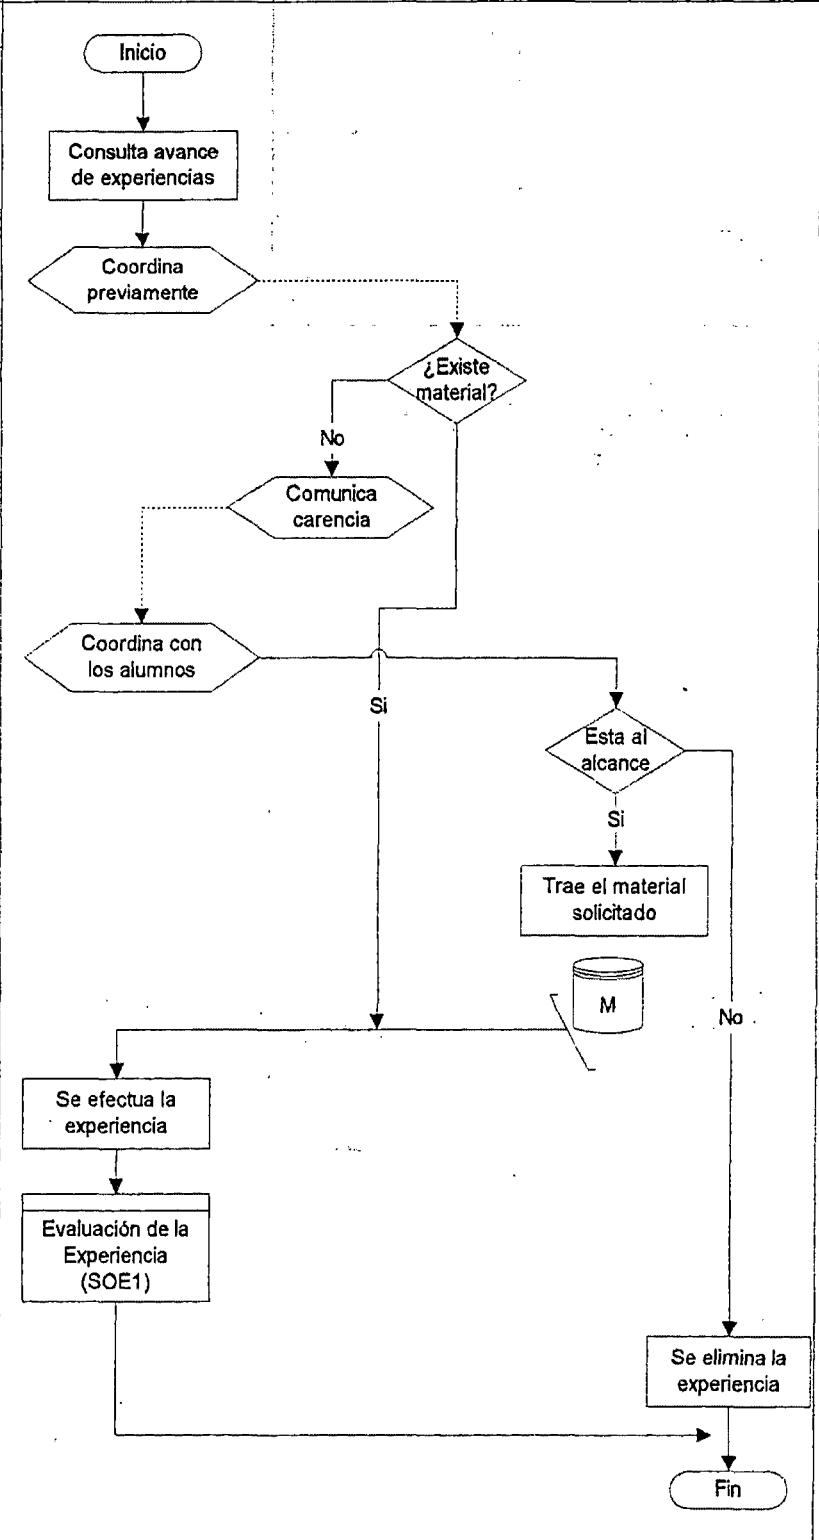 Inicio
Consulta avance
de experiencias
Coordina
previamente
¿Existe
material?
No
Comunica
carencia
Coordina con
los alumnos
Si
Esta al
alcance
Si
Trae el material
solicitado
M
No
Se efectua la
experiencia
Evaluación de la
Experiencia
(SOE1)
Se elimina la
experiencia
Fin